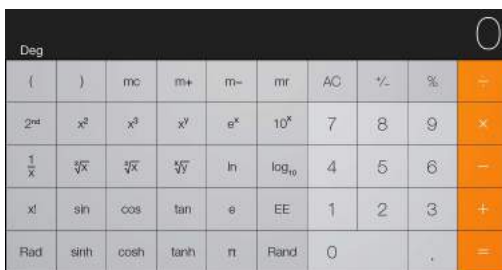 0
Deg
( ) mc m+ m- mr AC +/- % ÷
2nd x² x³ xʸ eˣ 10ˣ 7 8 9 ×
1/x ²√x ³√x ˣ√y ln log₁₀ 4 5 6 −
x! sin cos tan e EE 1 2 3 +
Rad sinh cosh tanh π Rand 0 . =